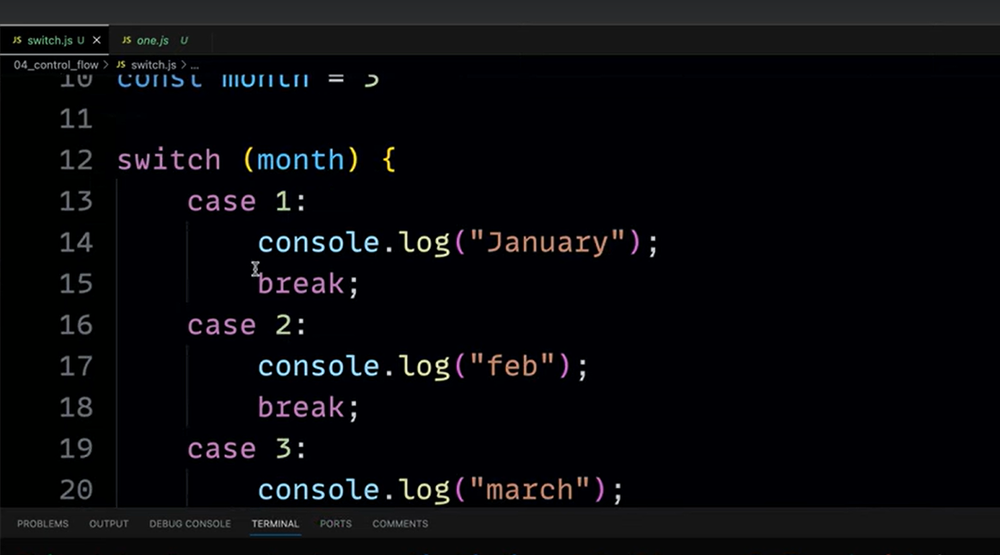 JS switch.js U ×
JS one.js U
04_control_flow > JS switch.js > ...
10 const month = 3
11
12 switch (month) {
13 case 1:
14 console.log("January");
15 break;
16 case 2:
17 console.log("feb");
18 break;
19 case 3:
20 console.log("march");
PROBLEMS OUTPUT DEBUG CONSOLE TERMINAL PORTS COMMENTS